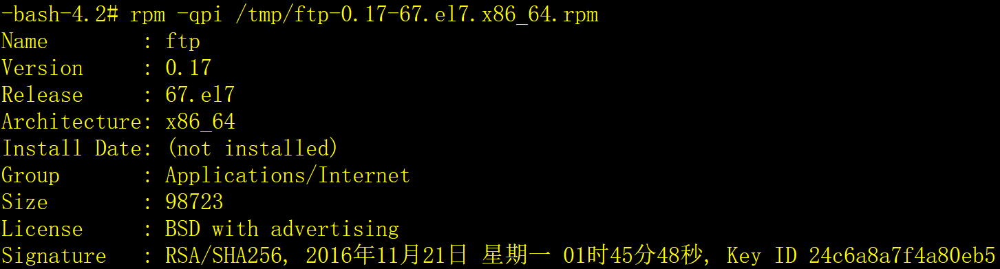 -bash-4.2# rpm -qpi /tmp/ftp-0.17-67.el7.x86_64.rpm
Name        : ftp
Version     : 0.17
Release     : 67.el7
Architecture: x86_64
Install Date: (not installed)
Group       : Applications/Internet
Size        : 98723
License     : BSD with advertising
Signature   : RSA/SHA256, 2016年11月21日 星期一 01时45分48秒, Key ID 24c6a8a7f4a80eb5